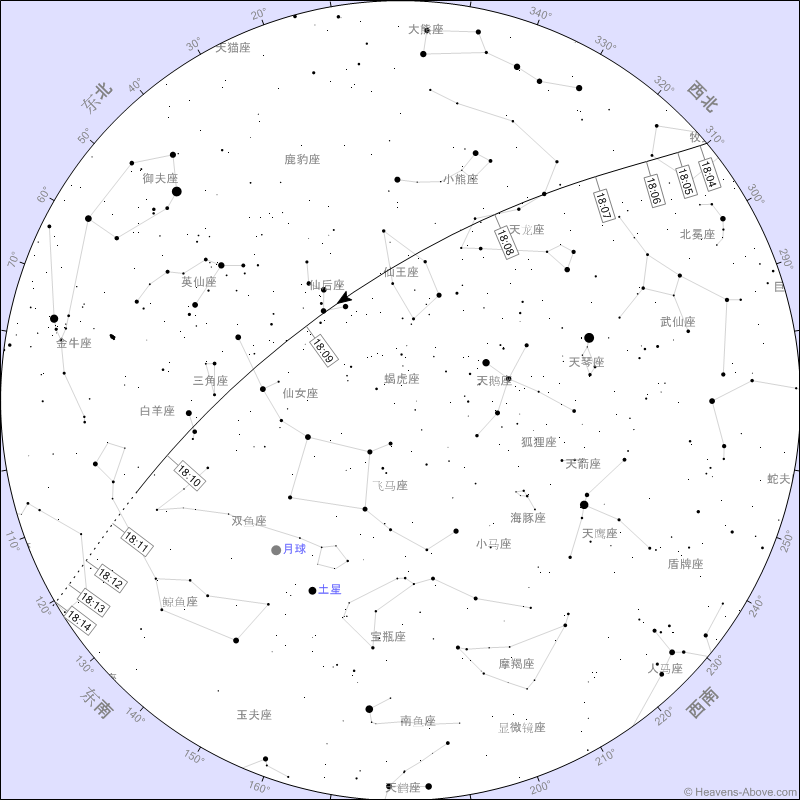 大熊座
天猫座
340°
330°
30°
320°
40°
东北
西北
310°
50°
牧
鹿豹座
御夫座
小熊座
18:04
18:05
18:06
18:07
60°
300°
天龙座
18:08
北冕座
70°
290°
仙王座
英仙座
仙后座
巨
武仙座
金牛座
18:09
天琴座
三角座
蝎虎座
天鹅座
仙女座
白羊座
狐狸座
天箭座
18:10
蛇夫
飞马座
双鱼座
海豚座
天鹰座
110°
18:11
月球
小马座
250°
盾牌座
18:12
土星
鲸鱼座
18:13
120°
18:14
240°
宝瓶座
摩羯座
人马座
130°
座
230°
东南
西南
140°
玉夫座
南鱼座
显微镜座
220°
150°
210°
160°
天鹤座
200°
© Heavens-Above.com